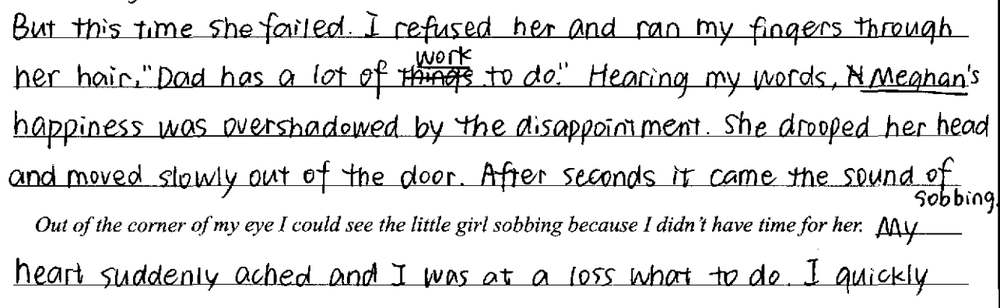 But this time she failed. I refused her and ran my fingers through
her hair, "Dad has a lot of work to do." Hearing my words, Meghan's
happiness was overshadowed by the disappointment. She drooped her head
and moved slowly out of the door. After seconds it came the sound of
sobbing.
Out of the corner of my eye I could see the little girl sobbing because I didn't have time for her. My
heart suddenly ached and I was at a loss what to do. I quickly